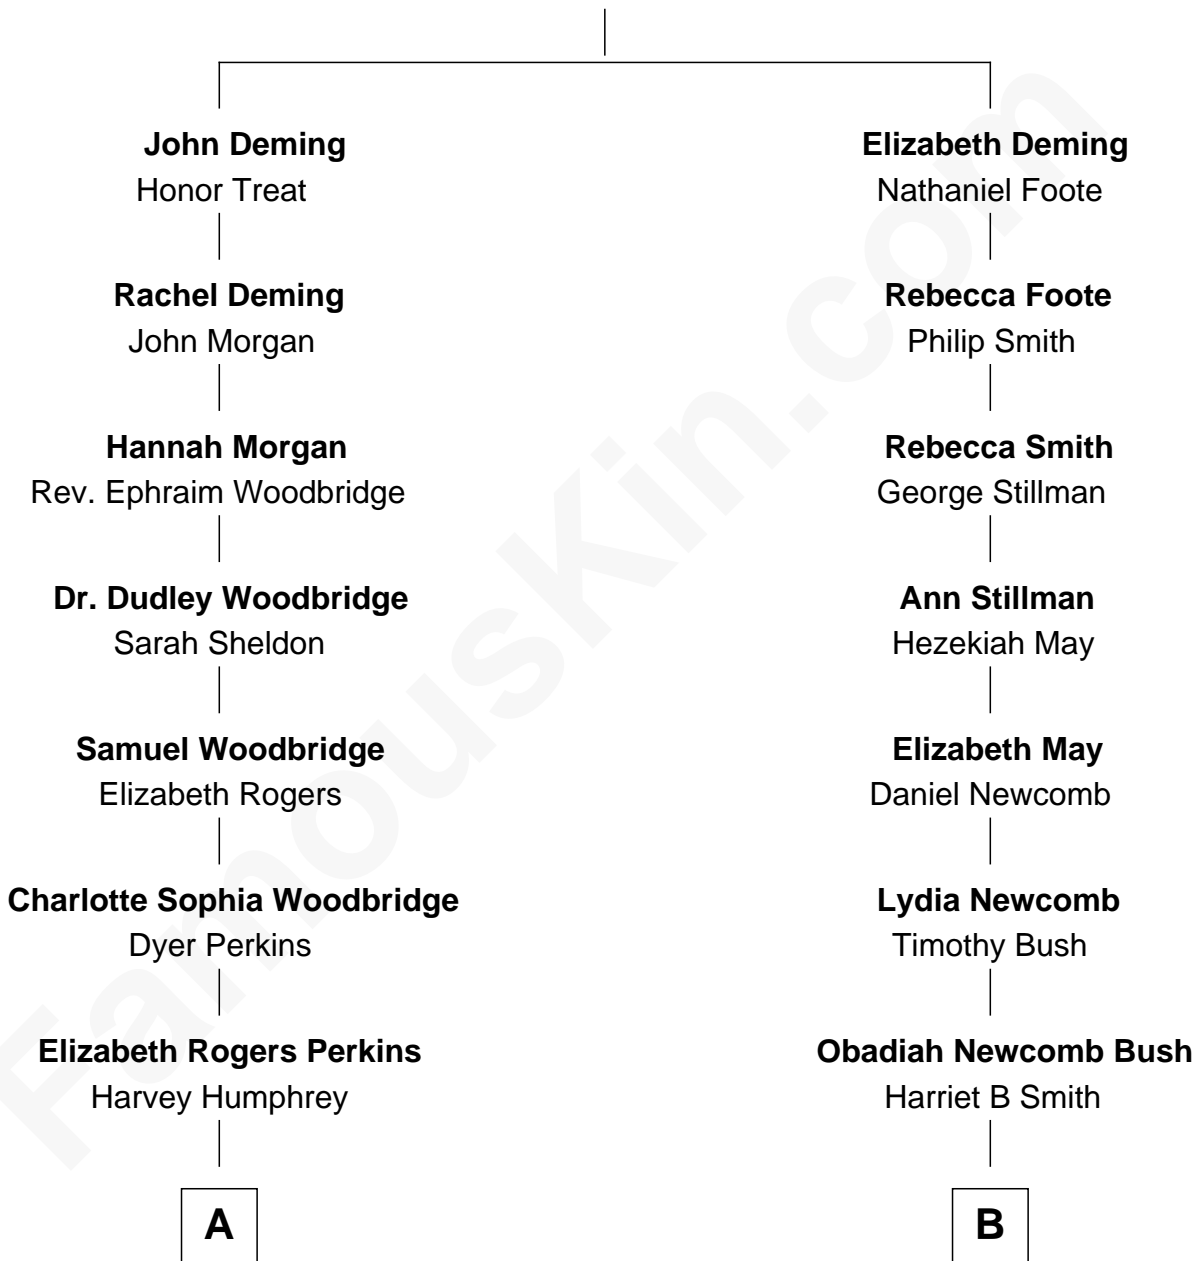 John Deming
Honor Treat
Elizabeth Deming
Nathaniel Foote
Rachel Deming
John Morgan
Rebecca Foote
Philip Smith
Hannah Morgan
Rev. Ephraim Woodbridge
Rebecca Smith
George Stillman
Dr. Dudley Woodbridge
Sarah Sheldon
Ann Stillman
Hezekiah May
Samuel Woodbridge
Elizabeth Rogers
Elizabeth May
Daniel Newcomb
Charlotte Sophia Woodbridge
Dyer Perkins
Lydia Newcomb
Timothy Bush
Elizabeth Rogers Perkins
Harvey Humphrey
Obadiah Newcomb Bush
Harriet B Smith
A
B
FamousKin.com